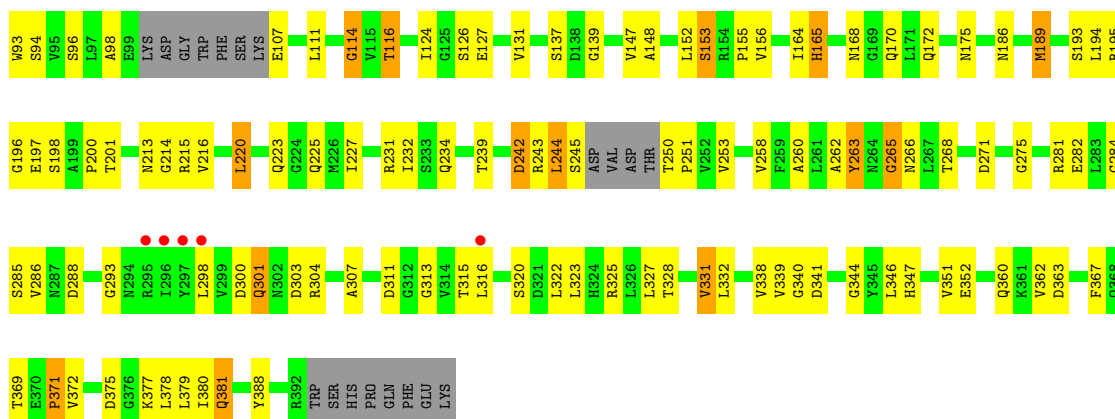 W93 S94 V95 S96 L97 A98 E99 LYS ASP GLY TRP PHE SER LYS E107 L111 G114 V115 T116 I124 G125 S126 E127 V131 S137 D138 G139 V147 A148 L152 S153 R154 P155 V156 I164 H165 N168 G169 Q170 L171 Q172 N175 N186 M189 S193 L194 P195
G196 E197 S198 A199 P200 T201 N213 G214 R215 V216 L220 Q223 G224 Q225 M226 I227 R231 I232 S233 Q234 T239 D242 R243 L244 S245 ASP VAL ASP THR T250 P251 V252 V253 V258 F259 A260 L261 A262 Y263 N264 G265 N266 L267 T268 D271 G275 R281 E282 L283 G284
S285 V286 N287 D288 G293 N294 R295 I296 Y297 L298 V299 D300 Q301 N302 D303 R304 A307 D311 G312 G313 V314 T315 L316 S320 D321 L322 L323 H324 R325 L326 L327 T328 V331 L332 V338 V339 G340 D341 G344 Y345 L346 H347 V351 E352 Q360 K361 V362 D363 F367 Q368
T369 E370 P371 V372 D375 G376 K377 L378 L379 I380 Q381 Y388 R392 TRP SER HIS PRO GLN PHE GLU LYS